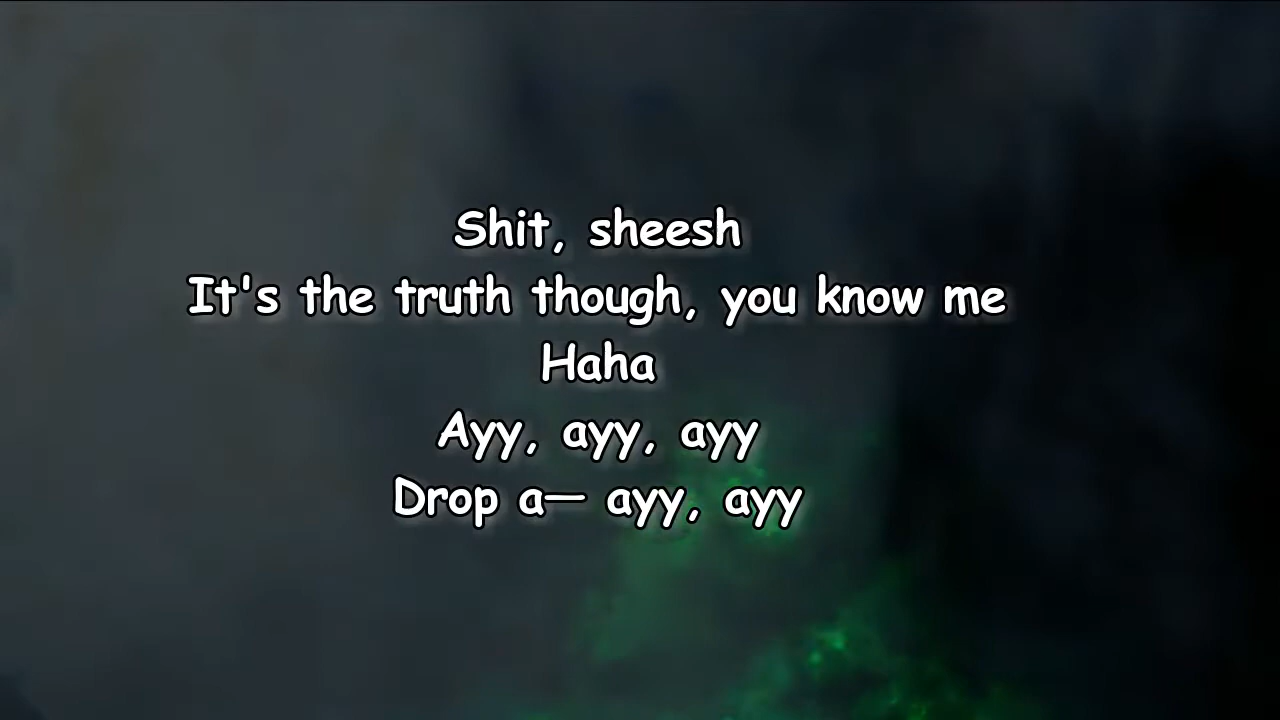 Shit, sheesh
It's the truth though, you know me
Haha
Ayy, ayy, ayy
Drop a— ayy, ayy